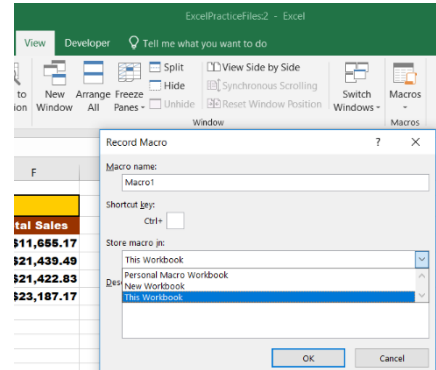 ExcelPracticeFiles2 - Excel
View Developer Tell me what you want to do
to New Arrange Freeze Split View Side by Side Switch Macros
ion Window All Panes Hide Synchronous Scrolling Windows
Unhide Reset Window Position
Window Macros
Record Macro ? ×
Macro name:
Macro1
F
Shortcut key:
Ctrl+
tal Sales
$11,655.17
Store macro in:
$21,439.49
This Workbook
$21,422.83
Personal Macro Workbook
Des
New Workbook
$23,187.17
This Workbook
OK Cancel